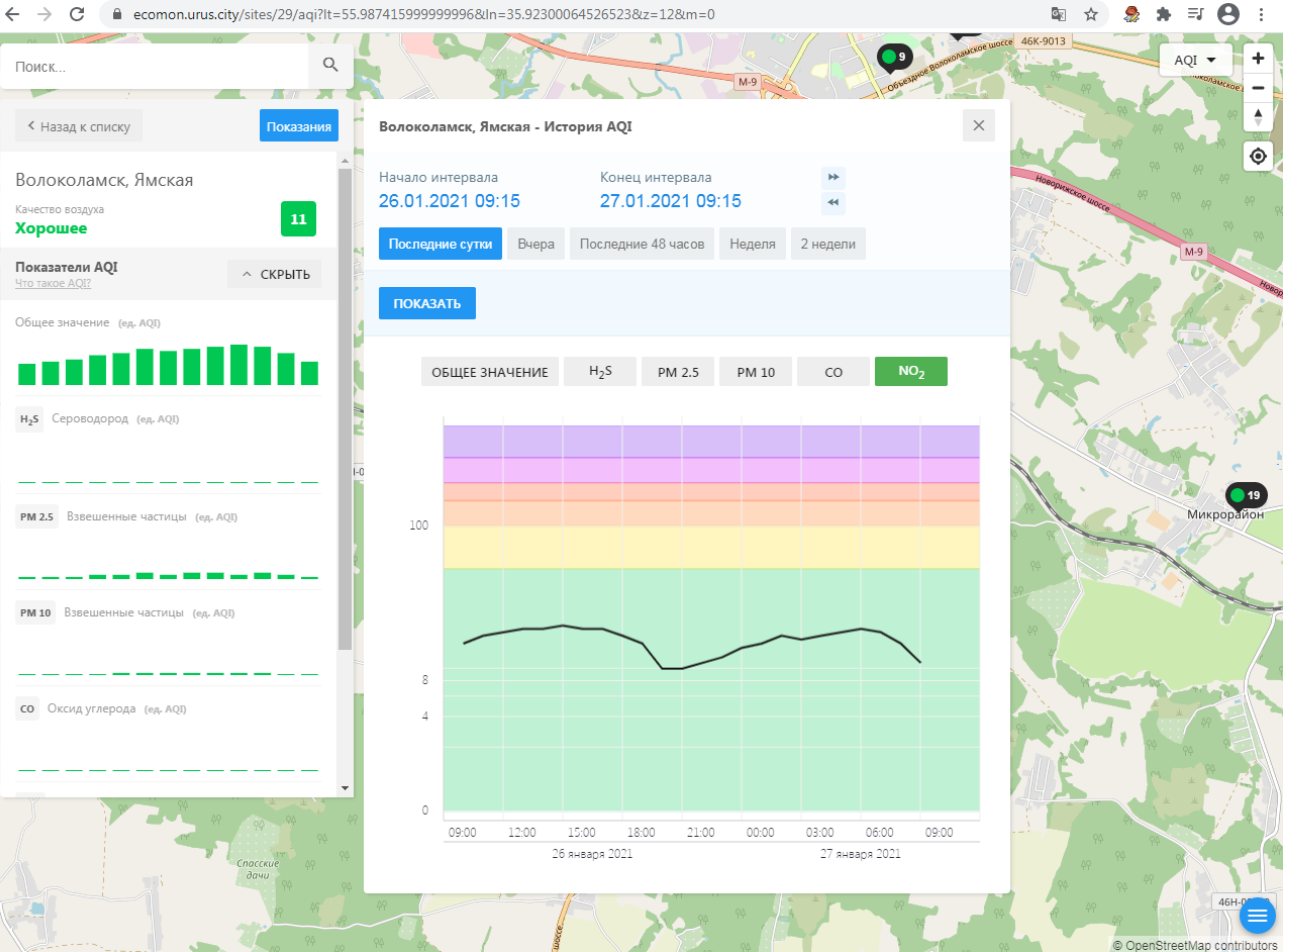 ecomon.urus.city/sites/29/aqi?lt=55.987415999999996&ln=35.92300064526523&z=12&m=0
46К-9013
Волоколамское шоссе
9
М-9
Объездное Волоколамское шоссе
AQI
+
−
Поиск...
Назад к списку
Показания
Волоколамск, Ямская
Качество воздуха
Хорошее
11
Показатели AQI
Что такое AQI?
СКРЫТЬ
Общее значение (ед. AQI)
H₂S Сероводород (ед. AQI)
PM 2.5 Взвешенные частицы (ед. AQI)
PM 10 Взвешенные частицы (ед. AQI)
CO Оксид углерода (ед. AQI)
Волоколамск, Ямская - История AQI
Начало интервала
Конец интервала
26.01.2021 09:15
27.01.2021 09:15
Последние сутки
Вчера
Последние 48 часов
Неделя
2 недели
ПОКАЗАТЬ
ОБЩЕЕ ЗНАЧЕНИЕ
H₂S
PM 2.5
PM 10
CO
NO₂
100
8
4
0
09:00 12:00 15:00 18:00 21:00 00:00 03:00 06:00 09:00
26 января 2021
27 января 2021
Новорижское шоссе
М-9
19
Микрорайон
Спасские
дачи
шоссе
© OpenStreetMap contributors